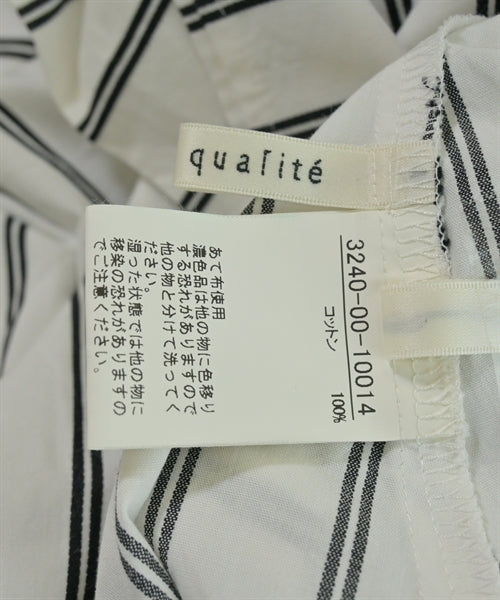 qualité
3240-00-10014
コットン 100%
あて布使用
濃色品は他の物に色移り
する恐れがありますので
他の物と分けて洗ってく
ださい。
湿った状態では他の物に
移染の恐れがありますの
でご注意ください。